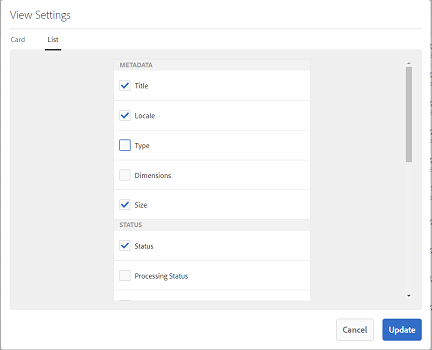 View Settings
Card List
METADATA
Title
Locale
Type
Dimensions
Size
STATUS
Status
Processing Status
Cancel Update